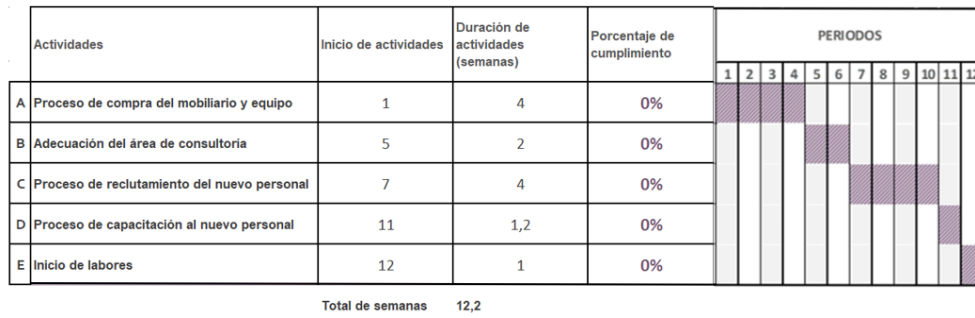 Actividades
Inicio de actividades
Duración de
actividades
(semanas)
Porcentaje de
cumplimiento
PERIODOS
1 2 3 4 5 6 7 8 9 10 11 12
A Proceso de compra del mobiliario y equipo 1 4 0%
B Adecuación del área de consultoría 5 2 0%
C Proceso de reclutamiento del nuevo personal 7 4 0%
D Proceso de capacitación al nuevo personal 11 1,2 0%
E Inicio de labores 12 1 0%
Total de semanas 12,2